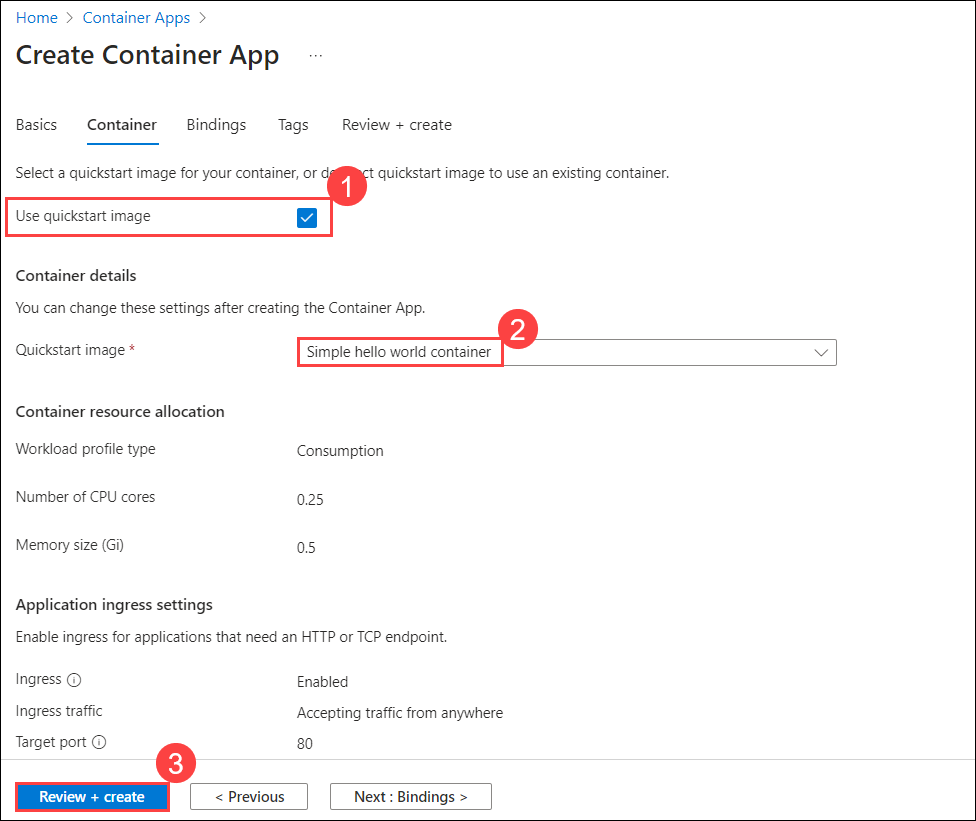 Home > Container Apps >
Create Container App ...
Basics Container Bindings Tags Review + create
Select a quickstart image for your container, or de ct quickstart image to use an existing container.
1
Use quickstart image
Container details
You can change these settings after creating the Container App.
2
Quickstart image * Simple hello world container
Container resource allocation
Workload profile type Consumption
Number of CPU cores 0.25
Memory size (Gi) 0.5
Application ingress settings
Enable ingress for applications that need an HTTP or TCP endpoint.
Ingress Enabled
Ingress traffic Accepting traffic from anywhere
Target port 80
3
Review + create < Previous Next : Bindings >